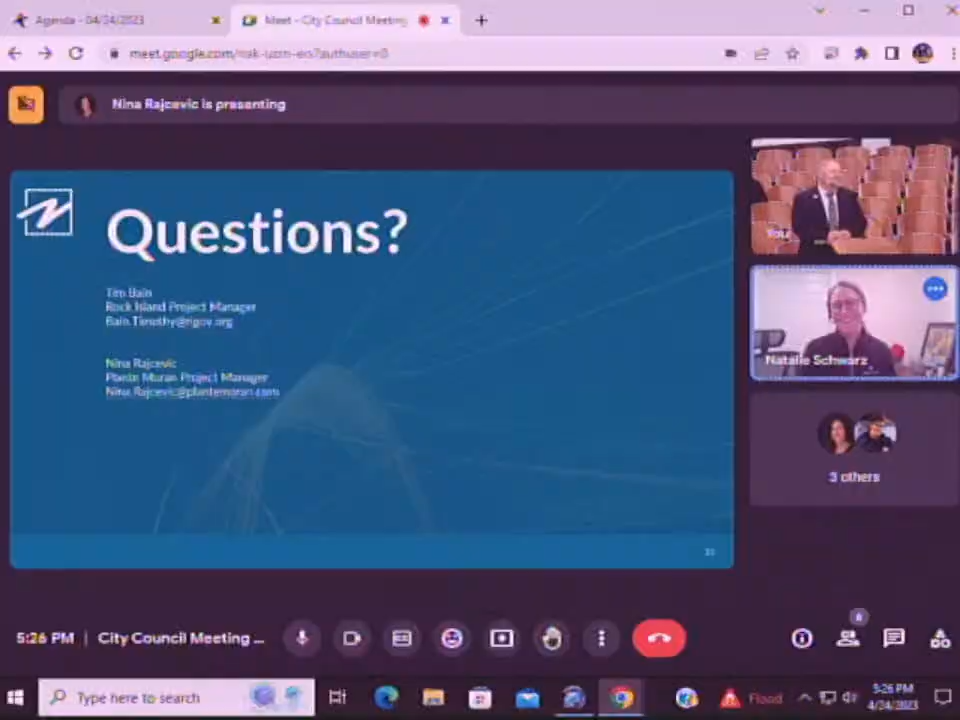 Agenda - 04/24/2023
Meet - City Council Meeting
Nina Rajcevic is presenting
Questions?
Tim Bain
Rock Island Project Manager
Bain.Timothy@rigov.org
Nina Rajcevic
Plante Moran Project Manager
Nina.Rajcevic@plantemoran.com
You
Natalie Schwarz
3 others
5:26 PM | City Council Meeting ...
Type here to search
Flood
5:26 PM
4/24/2023